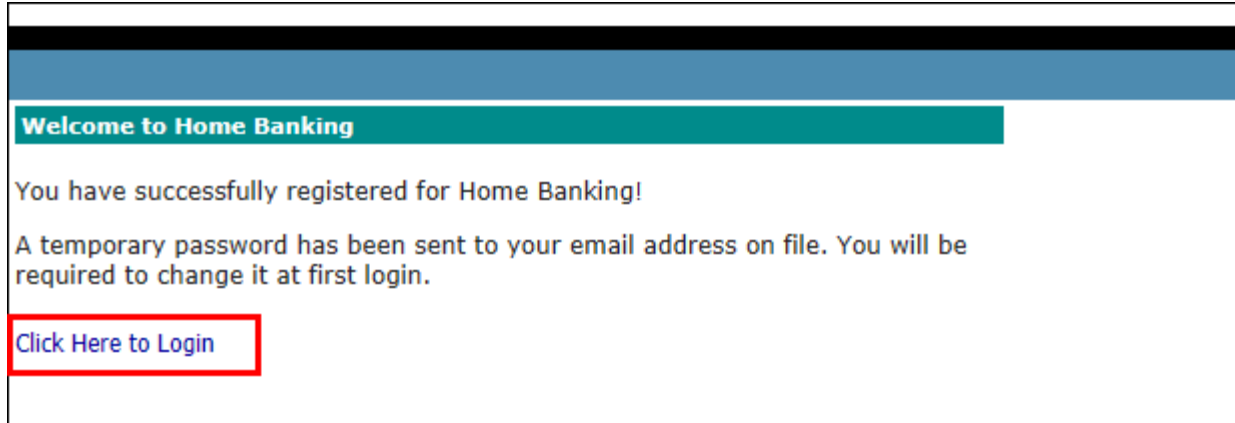 Welcome to Home Banking
You have successfully registered for Home Banking!
A temporary password has been sent to your email address on file. You will be
required to change it at first login.
Click Here to Login